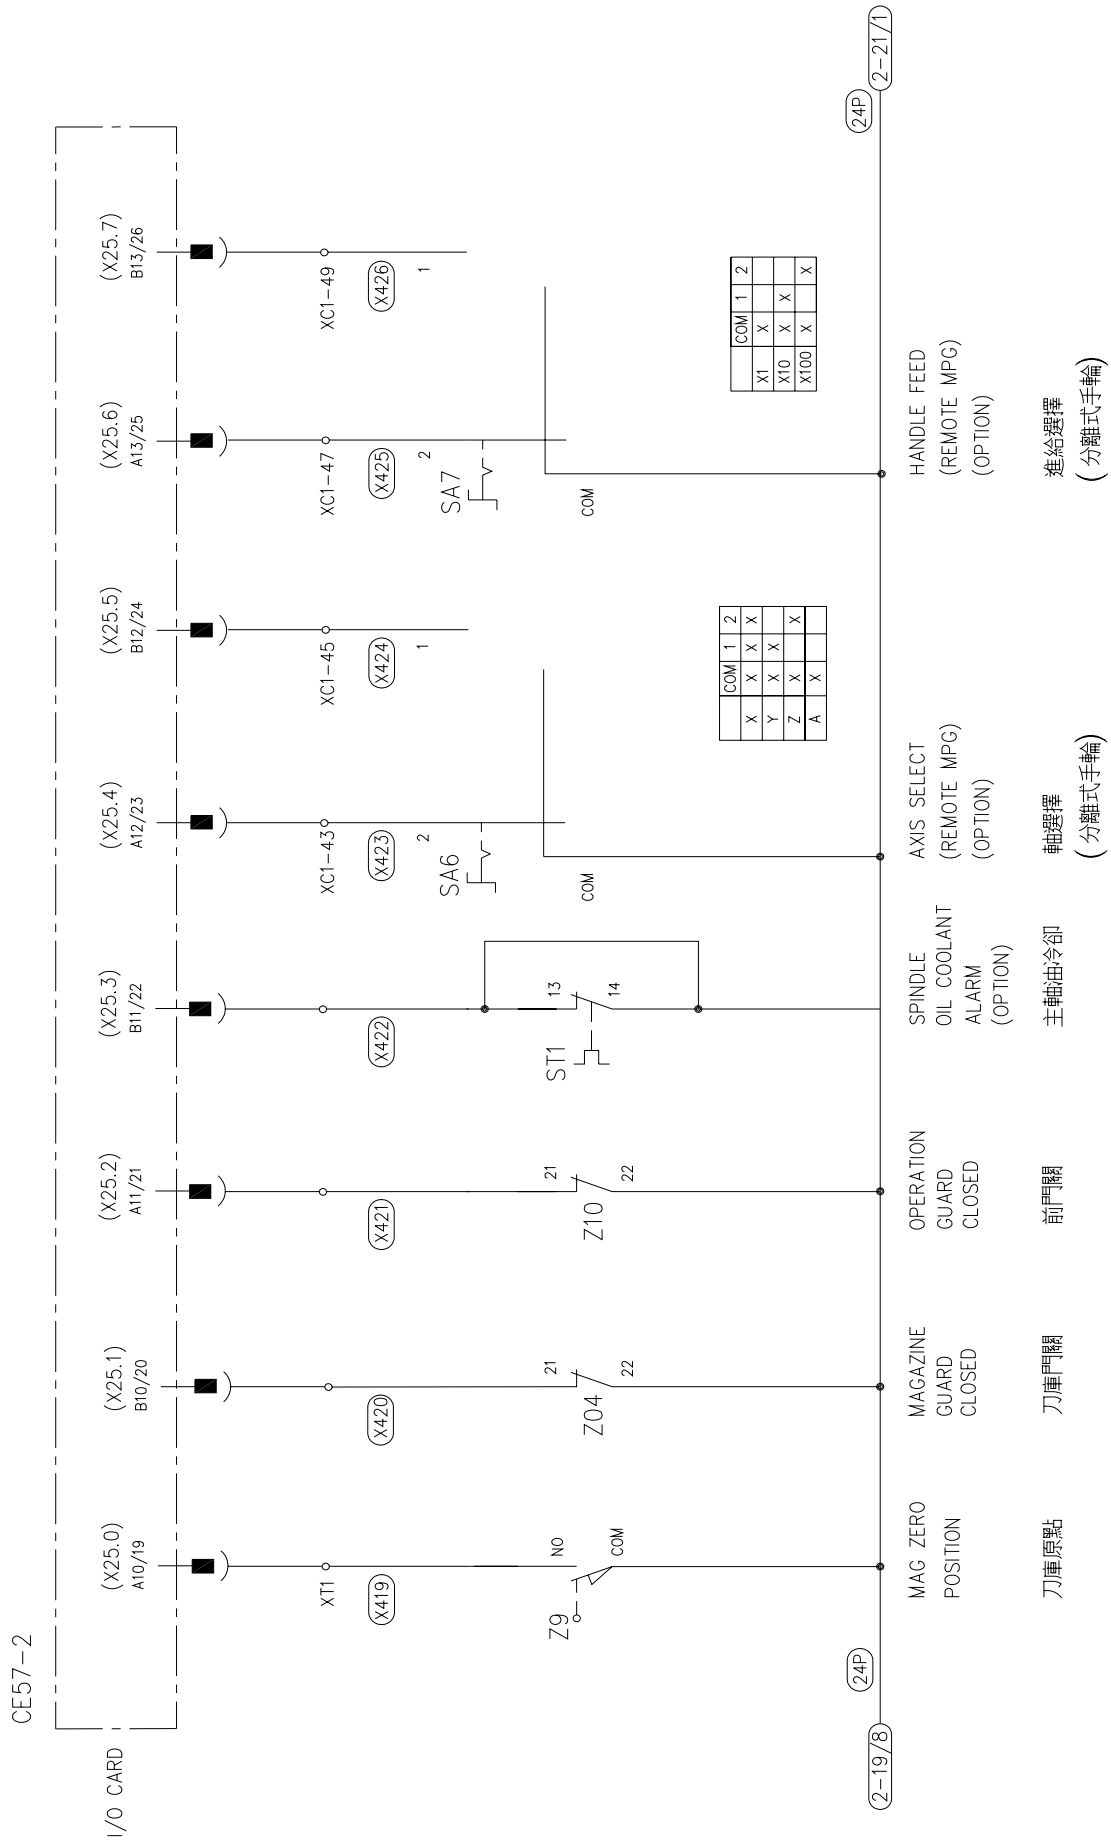 CE57-2
I/O CARD
(X25.0)
A10/19
(X25.1)
B10/20
(X25.2)
A11/21
(X25.3)
B11/22
(X25.4)
A12/23
(X25.5)
B12/24
(X25.6)
A13/25
(X25.7)
B13/26
XT1
XC1-43
XC1-45
XC1-47
XC1-49
X419
X420
X421
X422
X423
X424
X425
X426
2
1
2
1
SA6
SA7
Z9
NO
COM
Z04
21
22
Z10
21
22
ST1
13
14
COM
COM
COM 1 2
X X X X
Y X X
Z X X
A X
COM 1 2
X1 X
X10 X X
X100 X X
2-19/8
24P
24P
2-21/1
MAG ZERO
POSITION
刀庫原點
MAGAZINE
GUARD
CLOSED
刀庫門關
OPERATION
GUARD
CLOSED
前門關
SPINDLE
OIL COOLANT
ALARM
(OPTION)
主軸油冷卻
AXIS SELECT
(REMOTE MPG)
(OPTION)
軸選擇
(分離式手輪)
HANDLE FEED
(REMOTE MPG)
(OPTION)
進給選擇
(分離式手輪)